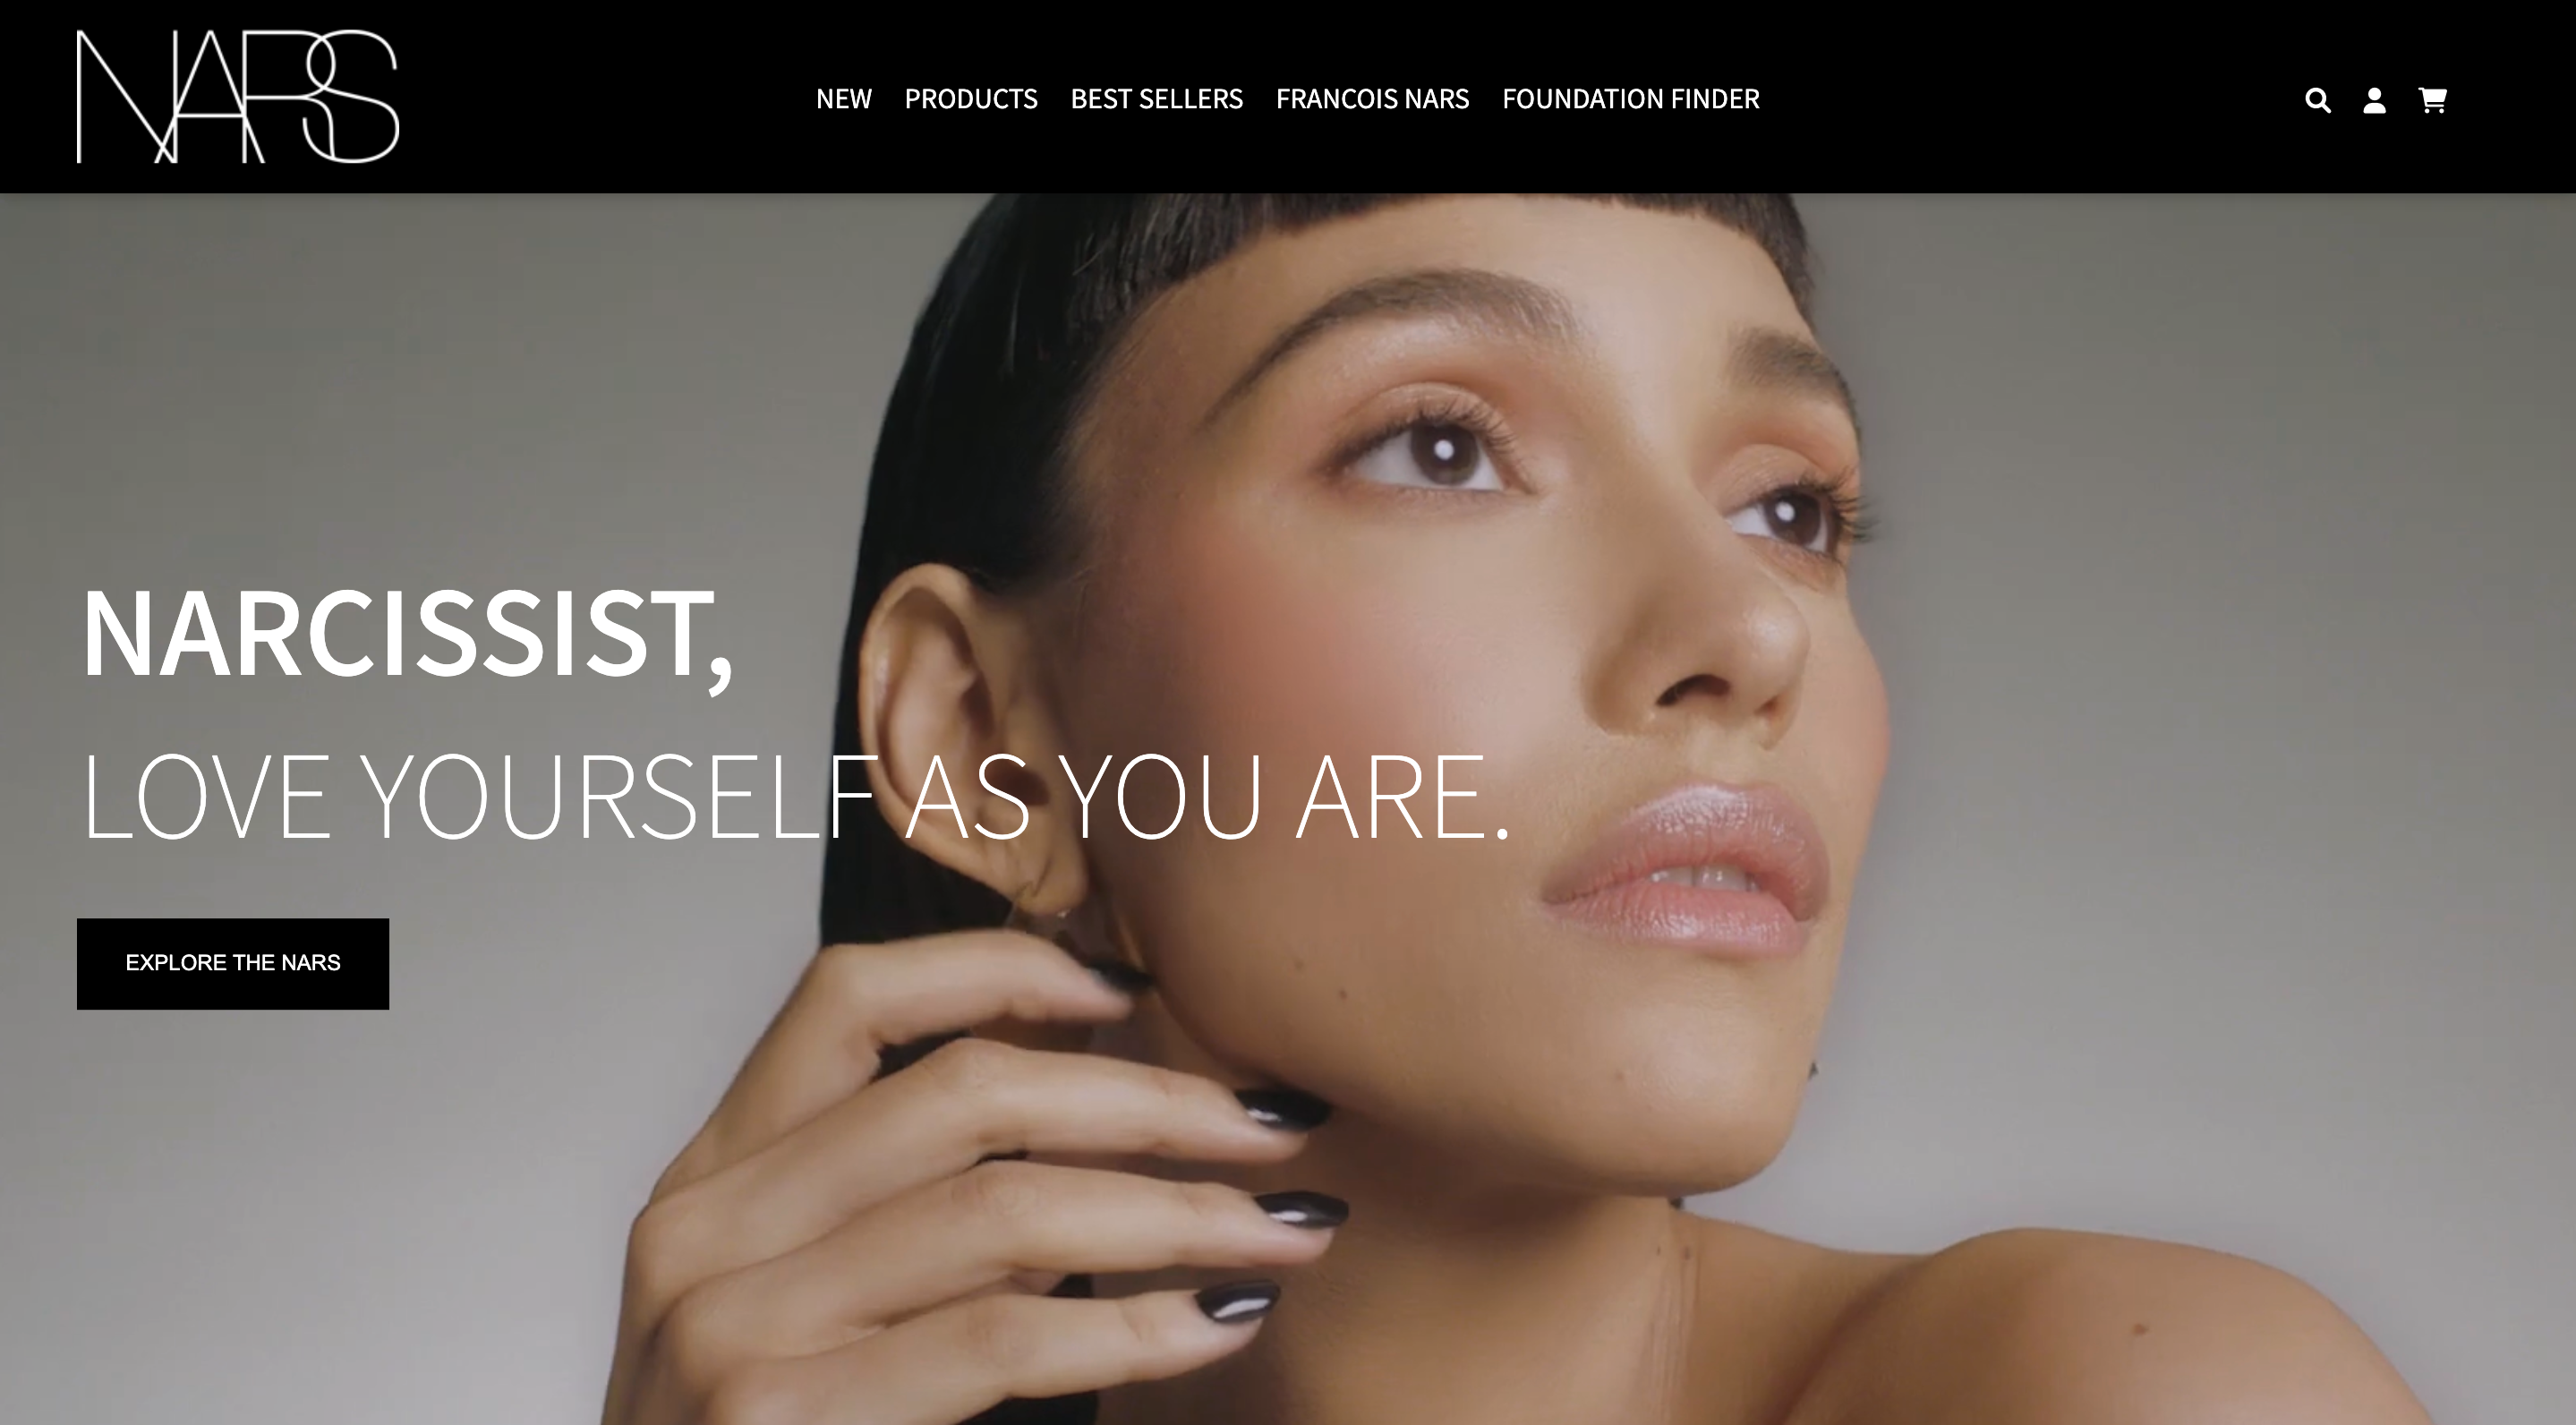 NARS
NEW PRODUCTS BEST SELLERS FRANCOIS NARS FOUNDATION FINDER
NARCISSIST,
LOVE YOURSELF AS YOU ARE.
EXPLORE THE NARS